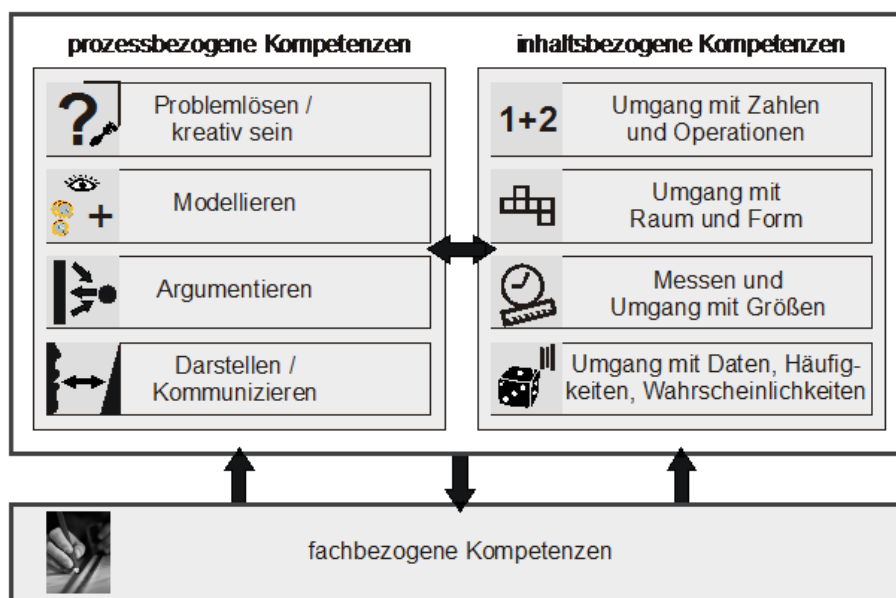 prozessbezogene Kompetenzen
Problemlösen /
kreativ sein
Modellieren
Argumentieren
Darstellen /
Kommunizieren
inhaltsbezogene Kompetenzen
1+2
Umgang mit Zahlen
und Operationen
Umgang mit
Raum und Form
Messen und
Umgang mit Größen
Umgang mit Daten, Häufig-
keiten, Wahrscheinlichkeiten
fachbezogene Kompetenzen